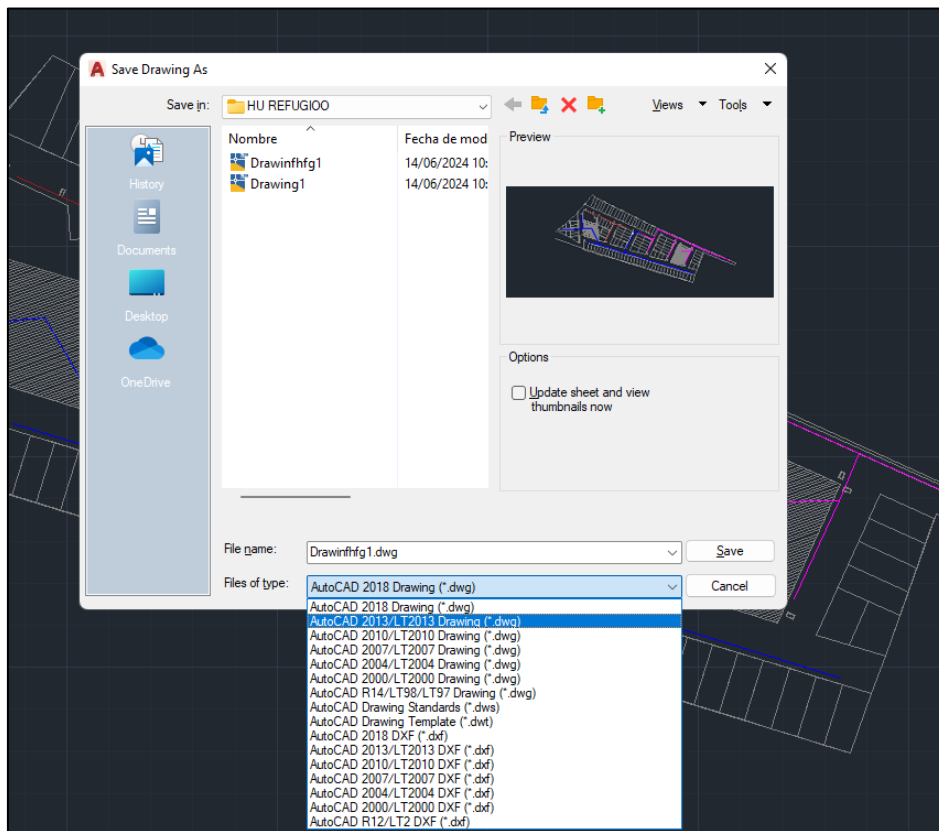 Save Drawing As
Save in: HU REFUGIOO Views Tools
History
Documents
Desktop
OneDrive
Nombre Fecha de mod
Drawinfhfg1 14/06/2024 10:
Drawing1 14/06/2024 10:
Preview
Options
Update sheet and view
thumbnails now
File name: Drawinfhfg1.dwg Save
Files of type: AutoCAD 2018 Drawing (*.dwg) Cancel
AutoCAD 2018 Drawing (*.dwg)
AutoCAD 2013/LT2013 Drawing (*.dwg)
AutoCAD 2010/LT2010 Drawing (*.dwg)
AutoCAD 2007/LT2007 Drawing (*.dwg)
AutoCAD 2004/LT2004 Drawing (*.dwg)
AutoCAD 2000/LT2000 Drawing (*.dwg)
AutoCAD R14/LT98/LT97 Drawing (*.dwg)
AutoCAD Drawing Standards (*.dws)
AutoCAD Drawing Template (*.dwt)
AutoCAD 2018 DXF (*.dxf)
AutoCAD 2013/LT2013 DXF (*.dxf)
AutoCAD 2010/LT2010 DXF (*.dxf)
AutoCAD 2007/LT2007 DXF (*.dxf)
AutoCAD 2004/LT2004 DXF (*.dxf)
AutoCAD 2000/LT2000 DXF (*.dxf)
AutoCAD R12/LT2 DXF (*.dxf)